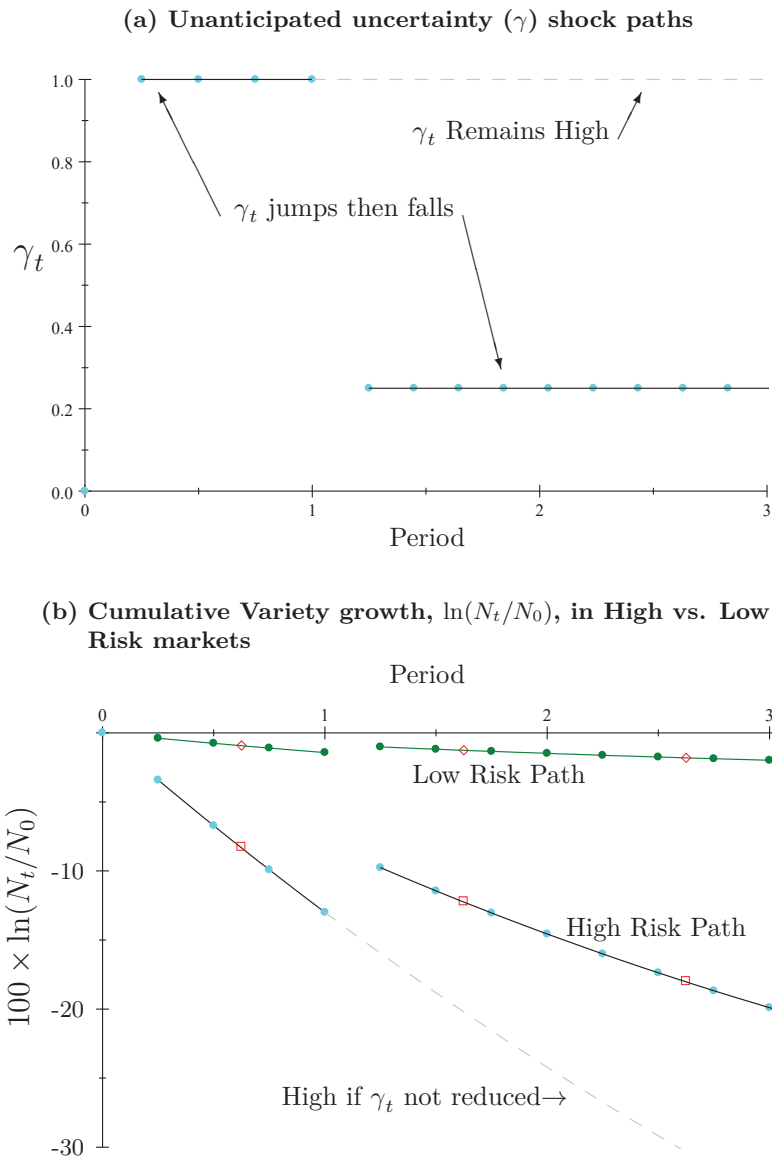 (a) Unanticipated uncertainty (γ) shock paths
1.0
γt Remains High
0.8
γt jumps then falls
0.6
γt
0.4
0.2
0.0
0 1 2 3
Period
(b) Cumulative Variety growth, ln(Nt/N0), in High vs. Low
Risk markets
Period
0 1 2 3
Low Risk Path
-10
High Risk Path
100 × ln(Nt/N0)
-20
High if γt not reduced→
-30